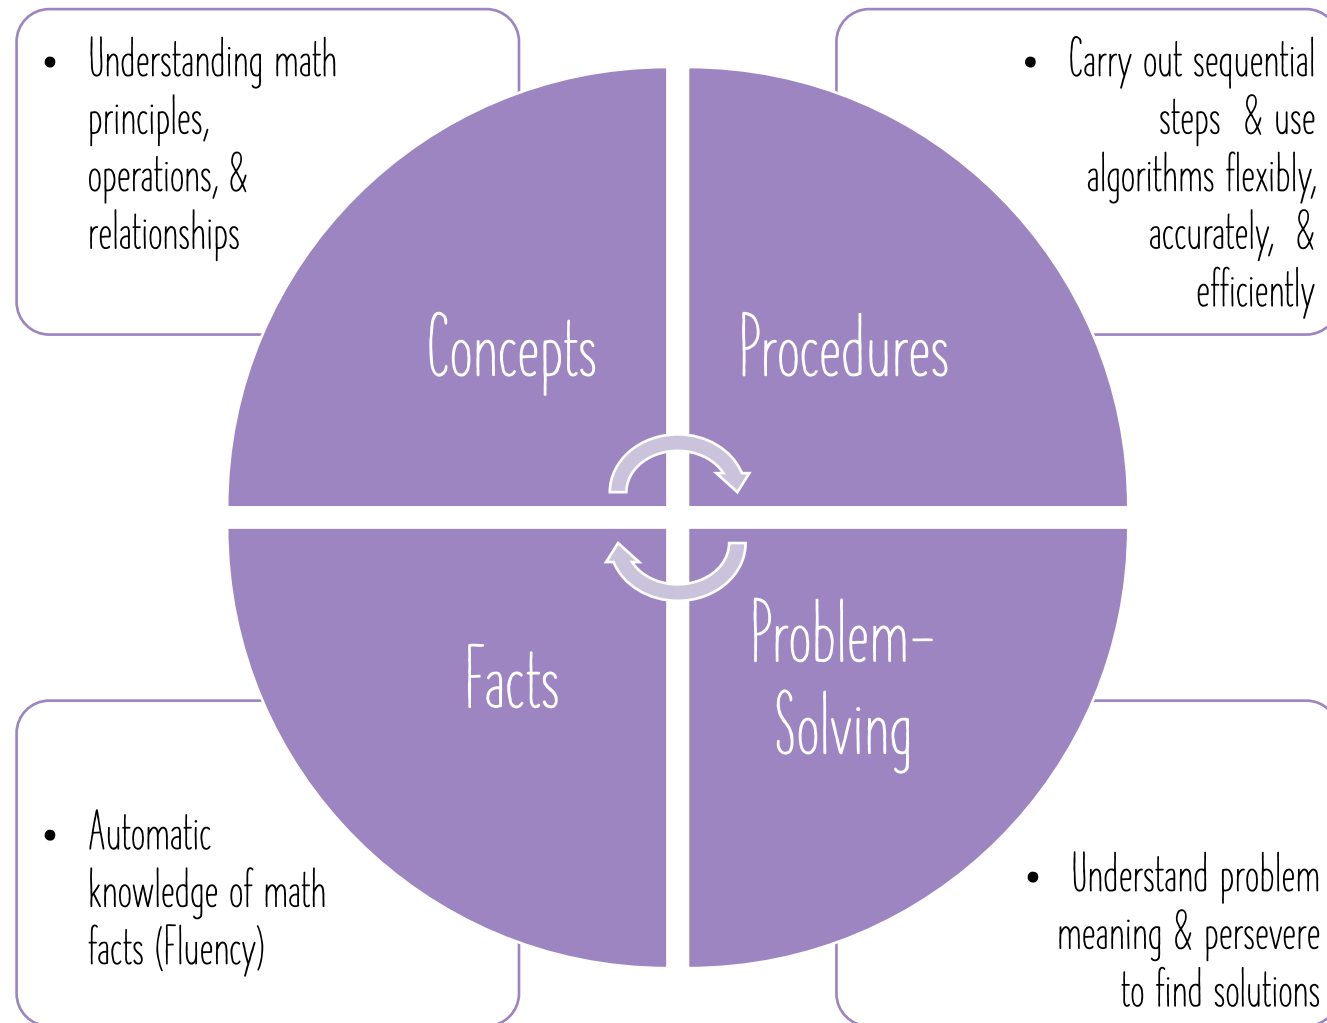 • Understanding math
principles,
operations, &
relationships
• Carry out sequential
steps & use
algorithms flexibly,
accurately, &
efficiently
Concepts
Procedures
Facts
Problem-
Solving
• Automatic
knowledge of math
facts (Fluency)
• Understand problem
meaning & persevere
to find solutions